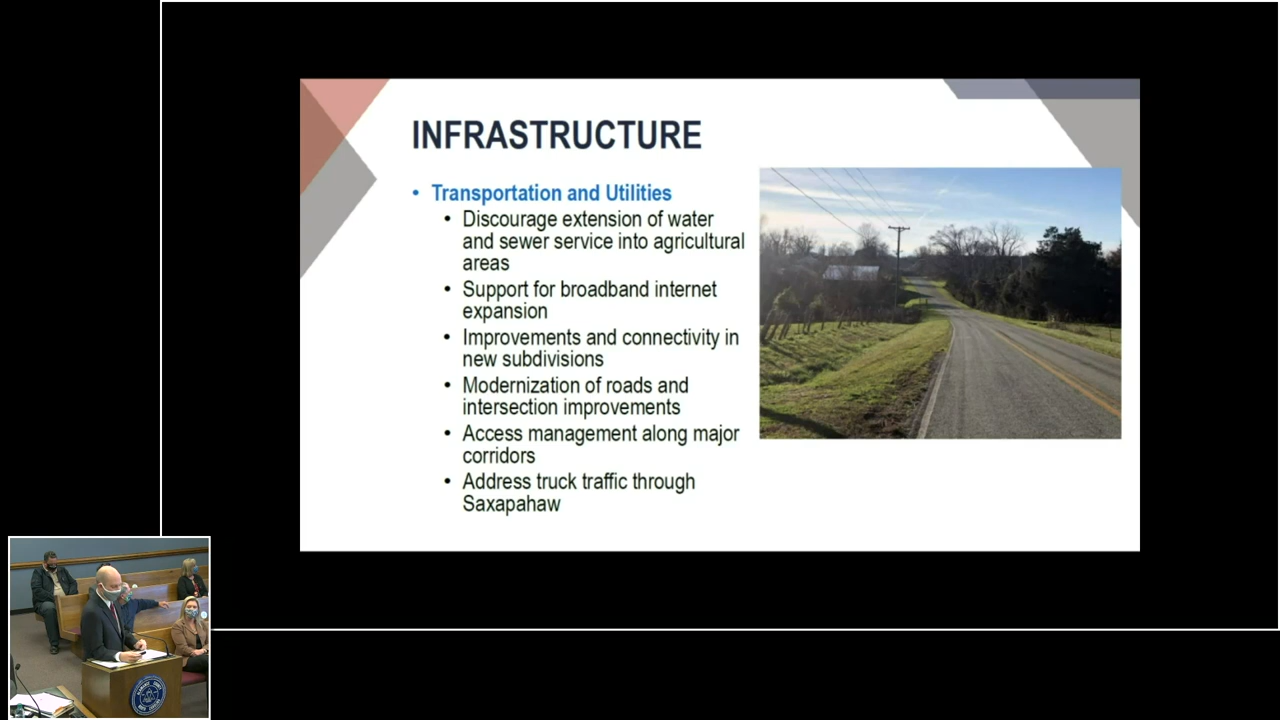 INFRASTRUCTURE
• Transportation and Utilities
• Discourage extension of water
and sewer service into agricultural
areas
• Support for broadband internet
expansion
• Improvements and connectivity in
new subdivisions
• Modernization of roads and
intersection improvements
• Access management along major
corridors
• Address truck traffic through
Saxapahaw